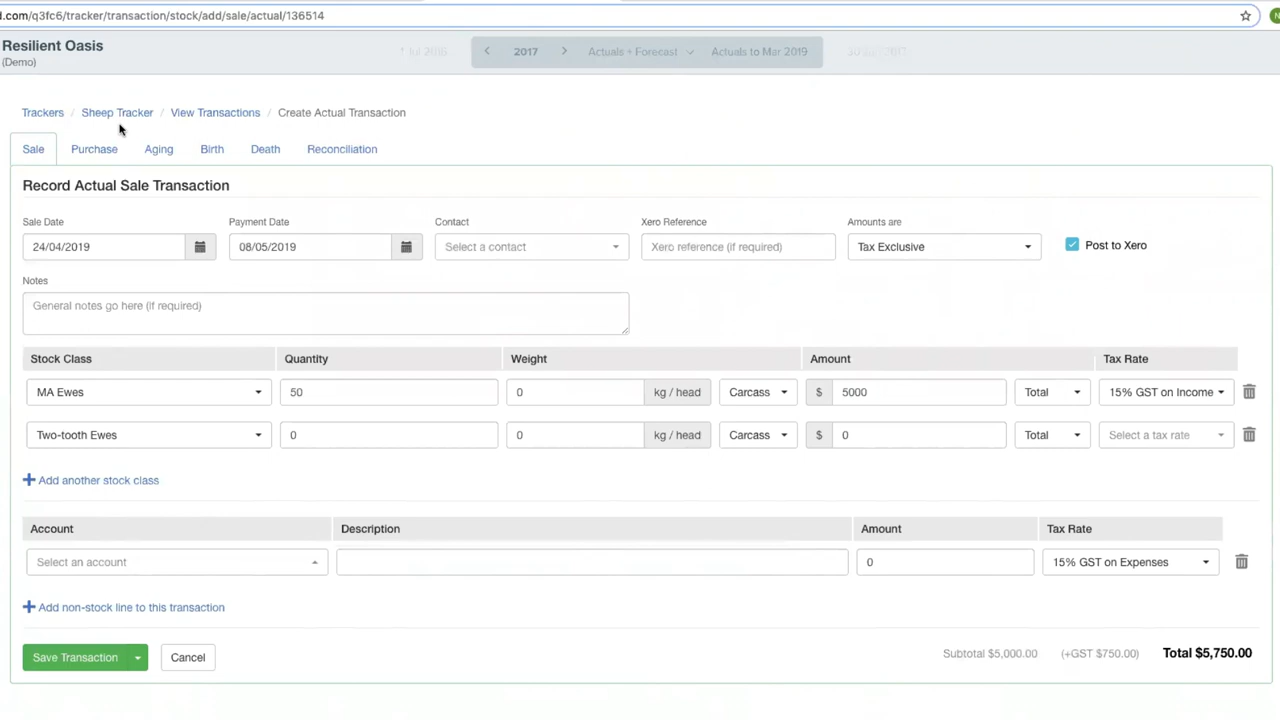 d.com/q3fc6/tracker/transaction/stock/add/sale/actual/136514
Resilient Oasis
(Demo)
1 Jul 2016
2017
Actuals + Forecast
Actuals to Mar 2019
Trackers / Sheep Tracker / View Transactions / Create Actual Transaction
Sale Purchase Aging Birth Death Reconciliation
Record Actual Sale Transaction
Sale Date Payment Date Contact Xero Reference Amounts are
24/04/2019 08/05/2019 Select a contact Xero reference (if required) Tax Exclusive Post to Xero
Notes
General notes go here (if required)
Stock Class Quantity Weight Amount Tax Rate
MA Ewes 50 0 kg / head Carcass $ 5000 Total 15% GST on Income
Two-tooth Ewes 0 0 kg / head Carcass $ 0 Total Select a tax rate
+ Add another stock class
Account Description Amount Tax Rate
Select an account 0 15% GST on Expenses
+ Add non-stock line to this transaction
Save Transaction Cancel Subtotal $5,000.00 (+GST $750.00) Total $5,750.00